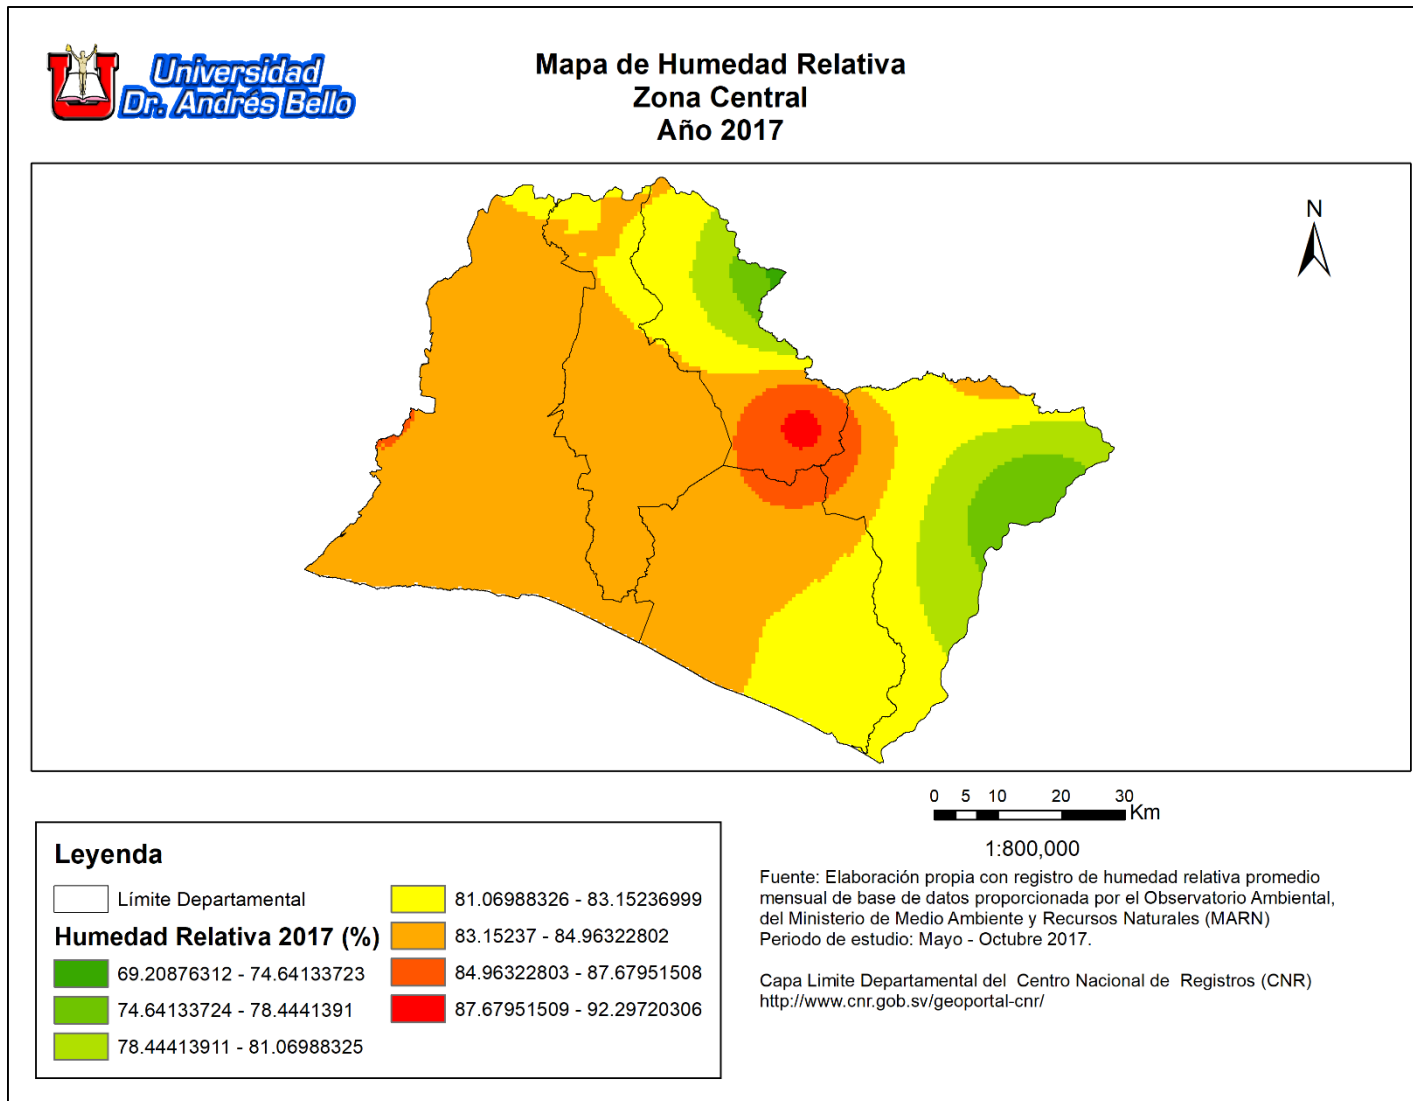 Universidad
Dr. Andrés Bello
Mapa de Humedad Relativa
Zona Central
Año 2017
N
0 5 10 20 30
Km
1:800,000
Leyenda
Límite Departamental
Humedad Relativa 2017 (%)
69.20876312 - 74.64133723
74.64133724 - 78.4441391
78.44413911 - 81.06988325
81.06988326 - 83.15236999
83.15237 - 84.96322802
84.96322803 - 87.67951508
87.67951509 - 92.29720306
Fuente: Elaboración propia con registro de humedad relativa promedio
mensual de base de datos proporcionada por el Observatorio Ambiental,
del Ministerio de Medio Ambiente y Recursos Naturales (MARN)
Periodo de estudio: Mayo - Octubre 2017.
Capa Limite Departamental del Centro Nacional de Registros (CNR)
http://www.cnr.gob.sv/geoportal-cnr/